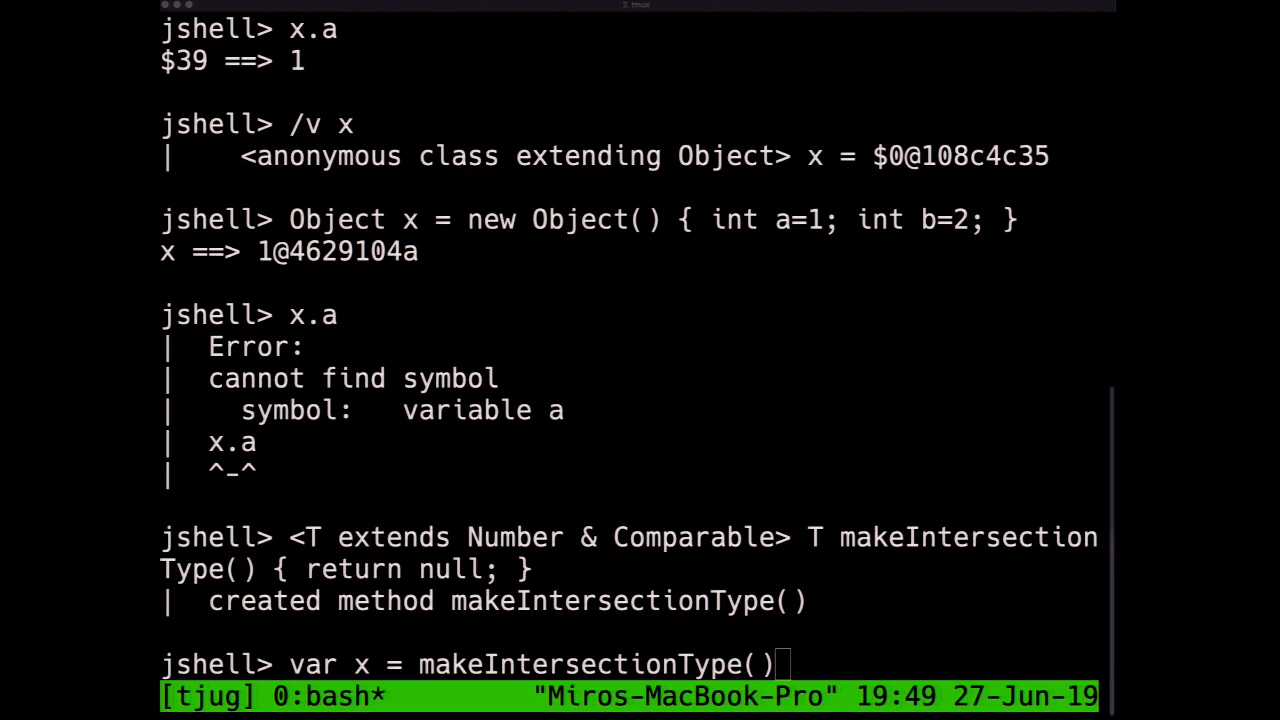 2. tmux
jshell> x.a
$39 ==> 1
jshell> /v x
|    <anonymous class extending Object> x = $0@108c4c35
jshell> Object x = new Object() { int a=1; int b=2; }
x ==> 1@4629104a
jshell> x.a
|  Error:
|  cannot find symbol
|    symbol:   variable a
|  x.a
|  ^-^
jshell> <T extends Number & Comparable> T makeIntersection
Type() { return null; }
|  created method makeIntersectionType()
jshell> var x = makeIntersectionType()
[tjug] 0:bash*         "Miros-MacBook-Pro" 19:49 27-Jun-19